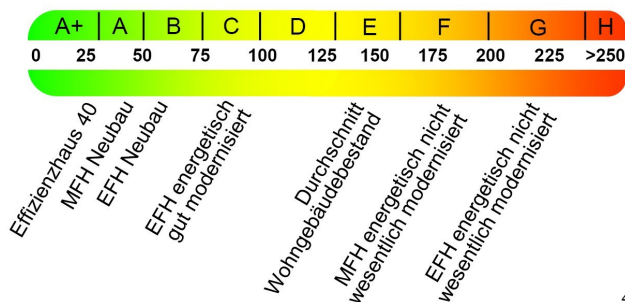 A+ A B C D E F G H
0 25 50 75 100 125 150 175 200 225 >250
Effizienzhaus 40
MFH Neubau
EFH Neubau
EFH energetisch
gut modernisiert
Durchschnitt
Wohngebäudebestand
MFH energetisch nicht
wesentlich modernisiert
EFH energetisch nicht
wesentlich modernisiert